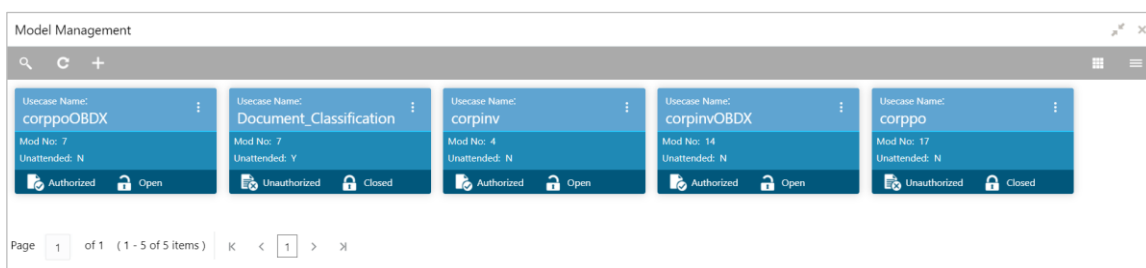 Model Management
Usecase Name:
corppoOBDX
Mod No: 7
Unattended: N
Authorized Open
Usecase Name:
Document_Classification
Mod No: 7
Unattended: Y
Unauthorized Closed
Usecase Name:
corpinv
Mod No: 4
Unattended: N
Authorized Open
Usecase Name:
corpinvOBDX
Mod No: 14
Unattended: N
Authorized Open
Usecase Name:
corppo
Mod No: 17
Unattended: N
Unauthorized Closed
Page 1 of 1 (1 - 5 of 5 items) 1